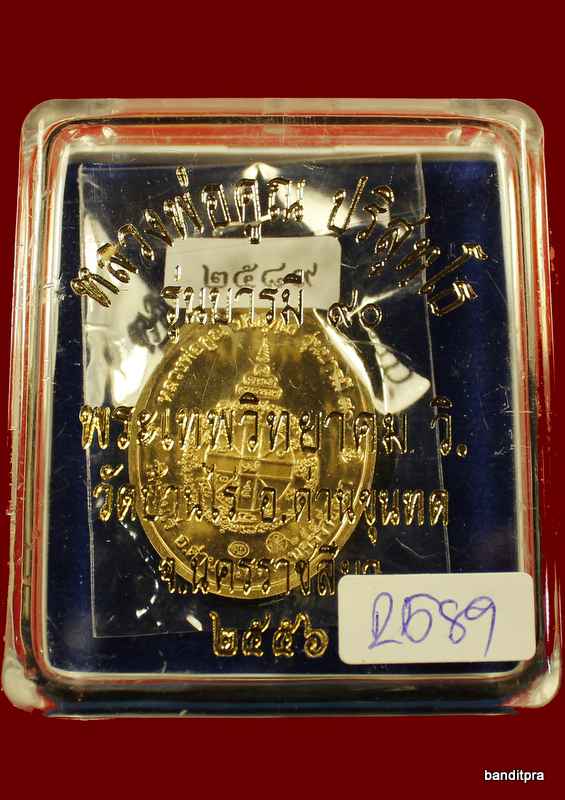 หลวงพ่อคูณ ปริสุทโธ
๒๕๘๙
รุ่นบารมี ๙๐
พระเทพวิทยาคม วิ.
วัดบ้านไร่ อ.ด่านขุนทด
จ.นครราชสีมา
๒๕๕๖
2589
banditpra